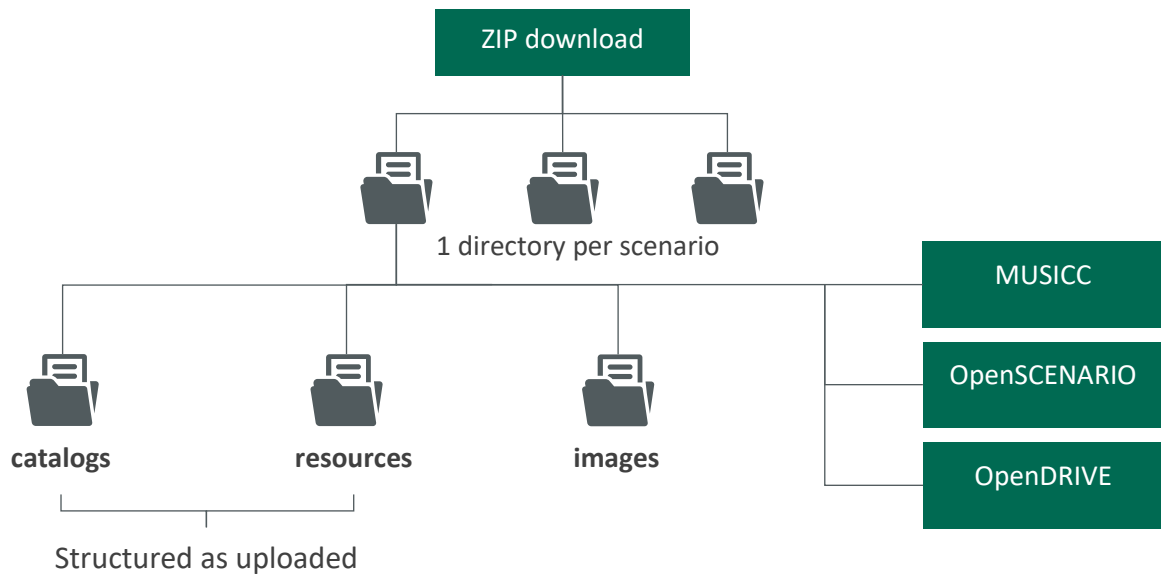 ZIP download
1 directory per scenario
MUSICC
OpenSCENARIO
OpenDRIVE
catalogs
resources
images
Structured as uploaded